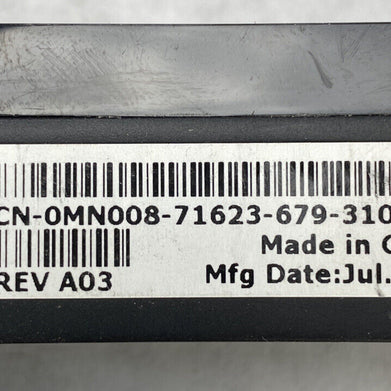 CN-0MN008-71623-679-310
Made in
REV A03 Mfg Date:Jul.